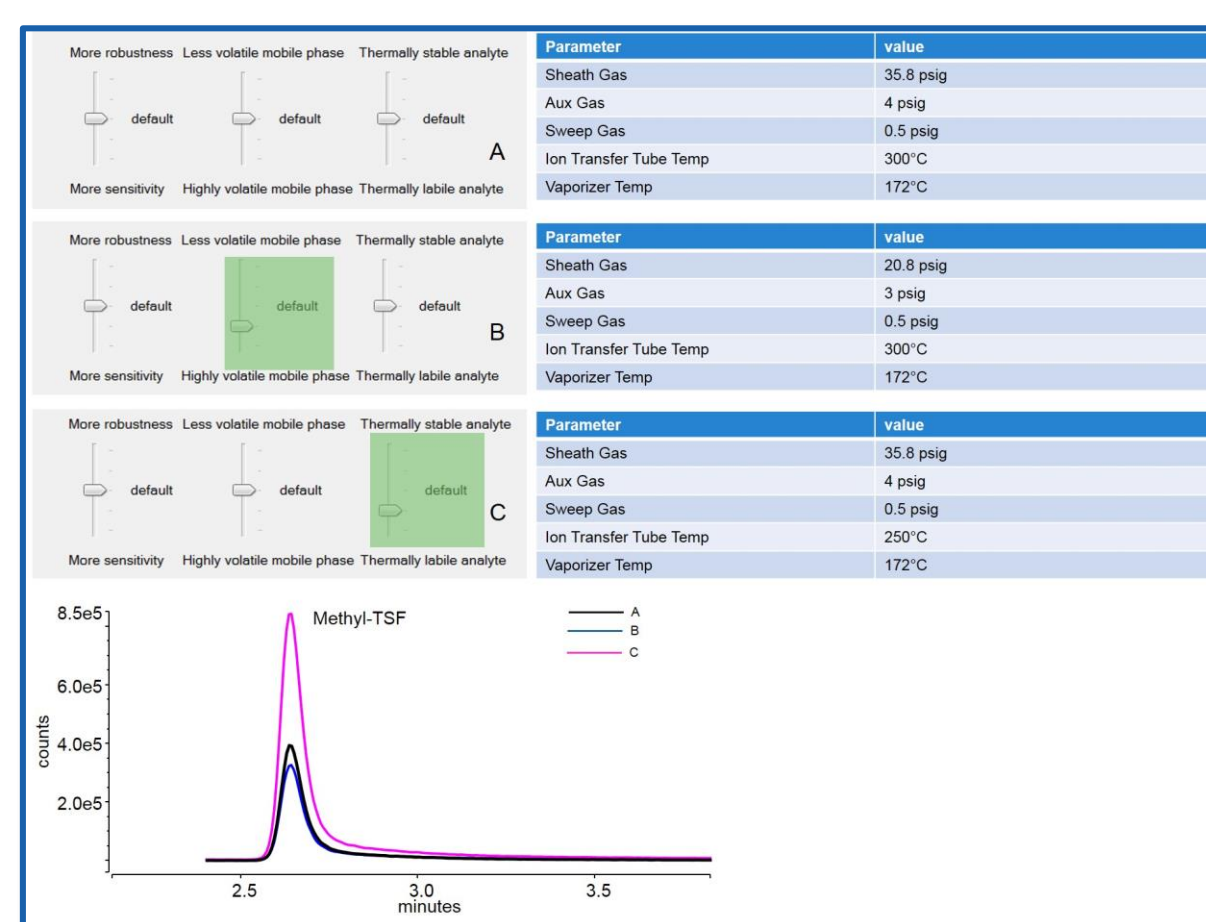 More robustness Less volatile mobile phase Thermally stable analyte
default default default
A
More sensitivity Highly volatile mobile phase Thermally labile analyte
Parameter value
Sheath Gas 35.8 psig
Aux Gas 4 psig
Sweep Gas 0.5 psig
Ion Transfer Tube Temp 300°C
Vaporizer Temp 172°C
More robustness Less volatile mobile phase Thermally stable analyte
default default default
B
More sensitivity Highly volatile mobile phase Thermally labile analyte
Parameter value
Sheath Gas 20.8 psig
Aux Gas 3 psig
Sweep Gas 0.5 psig
Ion Transfer Tube Temp 300°C
Vaporizer Temp 172°C
More robustness Less volatile mobile phase Thermally stable analyte
default default default
C
More sensitivity Highly volatile mobile phase Thermally labile analyte
Parameter value
Sheath Gas 35.8 psig
Aux Gas 4 psig
Sweep Gas 0.5 psig
Ion Transfer Tube Temp 250°C
Vaporizer Temp 172°C
Methyl-TSF
A
B
C
8.5e5
6.0e5
4.0e5
2.0e5
counts
2.5 3.0 3.5
minutes